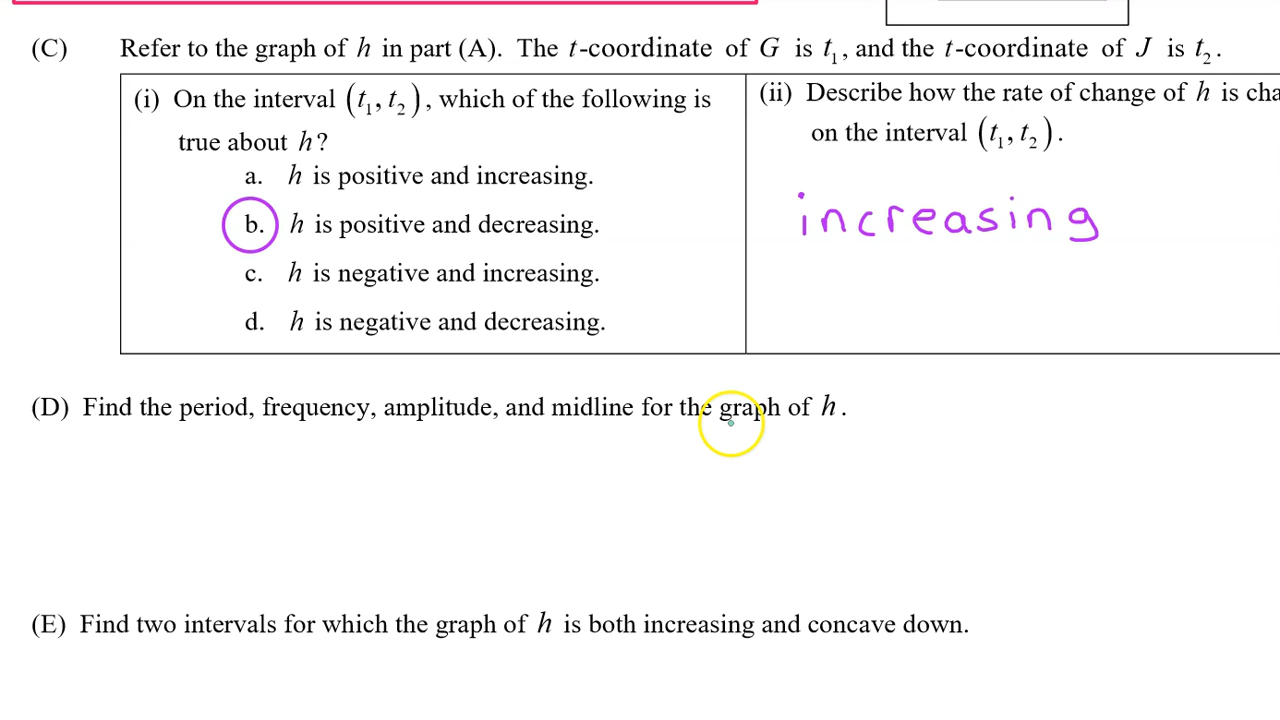 (C) Refer to the graph of h in part (A). The t-coordinate of G is t₁, and the t-coordinate of J is t₂.
(i) On the interval (t₁, t₂), which of the following is
true about h?
a. h is positive and increasing.
b. h is positive and decreasing.
c. h is negative and increasing.
d. h is negative and decreasing.
(ii) Describe how the rate of change of h is cha
on the interval (t₁, t₂).
increasing
(D) Find the period, frequency, amplitude, and midline for the graph of h.
(E) Find two intervals for which the graph of h is both increasing and concave down.